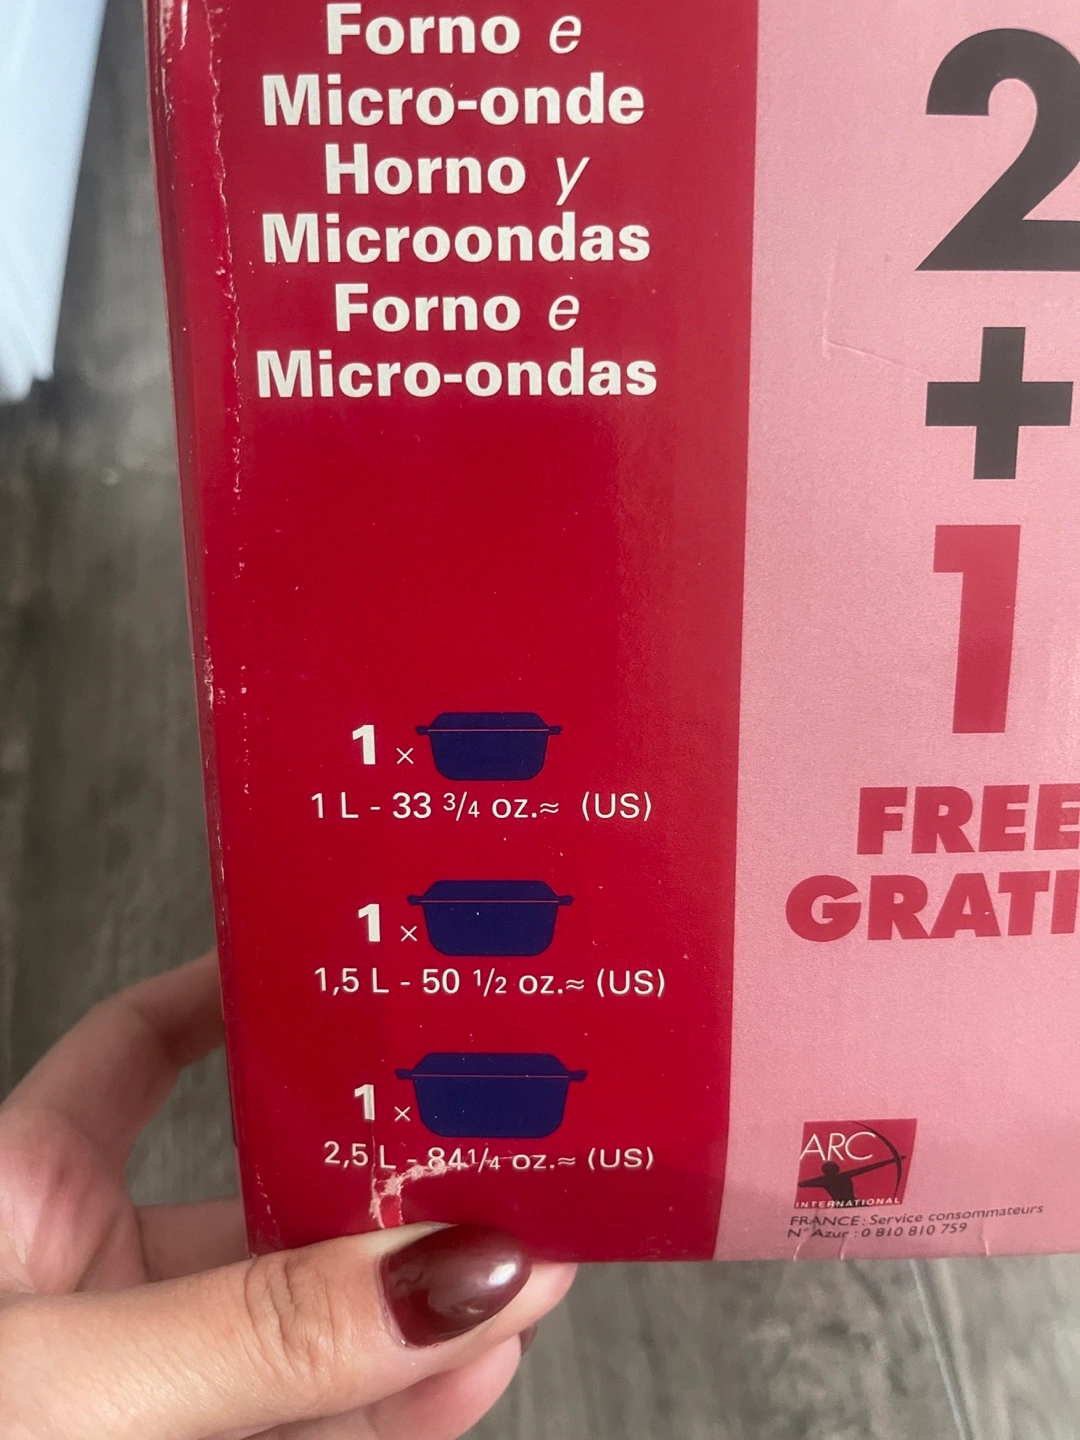 Forno e
Micro-onde
Horno y
Microondas
Forno e
Micro-ondas
1 x
1 L - 33 3/4 oz.≈ (US)
1 x
1,5 L - 50 1/2 oz.≈ (US)
1 x
2,5 L - 84 1/4 oz.≈ (US)
2
+
1
FREE
GRATI
ARC
INTERNATIONAL
FRANCE : Service consommateurs
N° Azur : 0 810 810 759